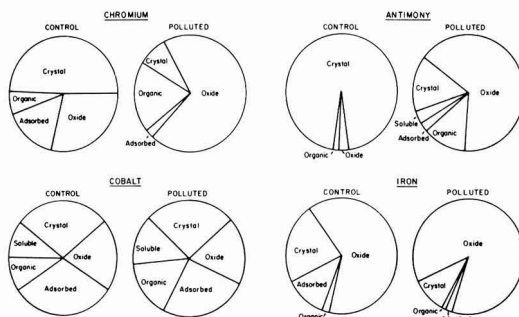 CHROMIUM
CONTROL
POLLUTED
Crystal
Organic
Adsorbed
Oxide
Crystal
Organic
Adsorbed
Oxide
ANTIMONY
CONTROL
POLLUTED
Crystal
Organic
Oxide
Crystal
Soluble
Adsorbed
Organic
Oxide
COBALT
CONTROL
POLLUTED
Crystal
Soluble
Organic
Adsorbed
Oxide
Crystal
Soluble
Organic
Adsorbed
Oxide
IRON
CONTROL
POLLUTED
Crystal
Adsorbed
Oxide
Oxide
Crystal